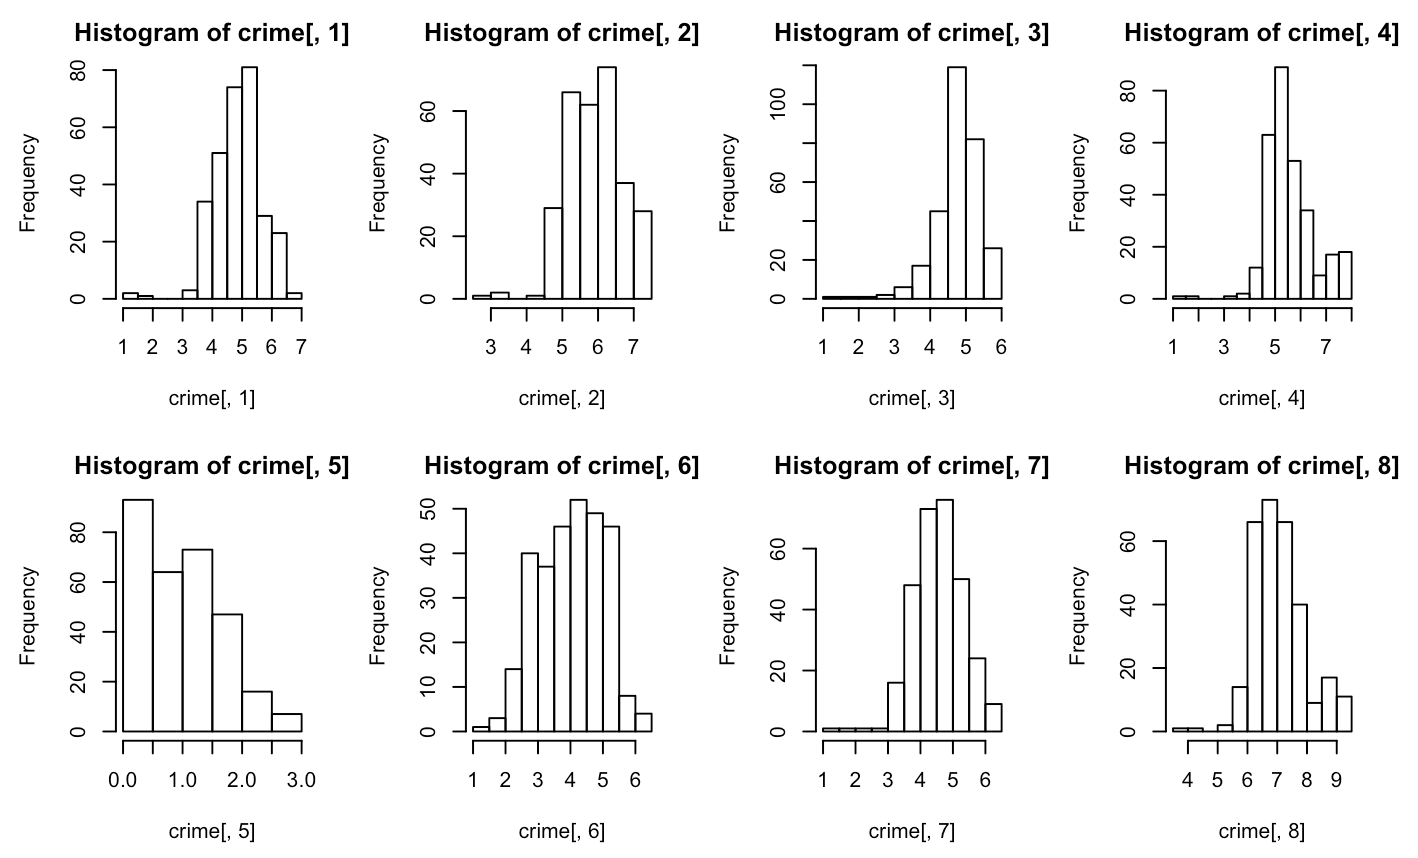 Histogram of crime[, 1]
Frequency
0 20 40 60 80
1 2 3 4 5 6 7
crime[, 1]
Histogram of crime[, 2]
Frequency
0 20 40 60
3 4 5 6 7
crime[, 2]
Histogram of crime[, 3]
Frequency
0 20 60 100
1 2 3 4 5 6
crime[, 3]
Histogram of crime[, 4]
Frequency
0 20 40 60 80
1 3 5 7
crime[, 4]
Histogram of crime[, 5]
Frequency
0 20 40 60 80
0.0 1.0 2.0 3.0
crime[, 5]
Histogram of crime[, 6]
Frequency
0 10 20 30 40 50
1 2 3 4 5 6
crime[, 6]
Histogram of crime[, 7]
Frequency
0 20 40 60
1 2 3 4 5 6
crime[, 7]
Histogram of crime[, 8]
Frequency
0 20 40 60
4 5 6 7 8 9
crime[, 8]